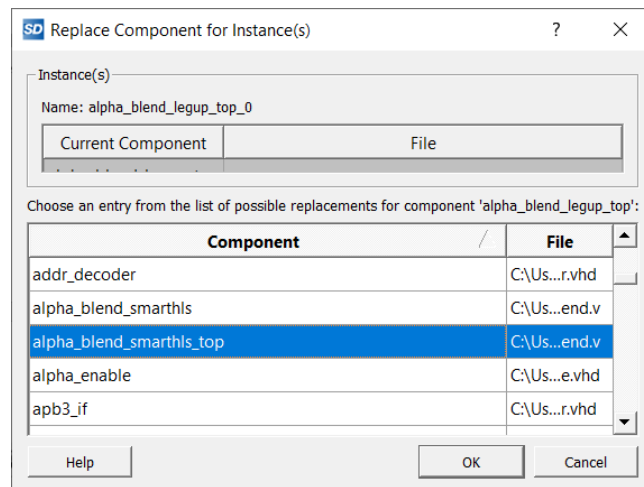 SD Replace Component for Instance(s) ?
Instance(s)
Name: alpha_blend_legup_top_0
Current Component File
Choose an entry from the list of possible replacements for component 'alpha_blend_legup_top':
Component File
addr_decoder C:\Us...r.vhd
alpha_blend_smarthls C:\Us...end.v
alpha_blend_smarthls_top C:\Us...end.v
alpha_enable C:\Us...e.vhd
apb3_if C:\Us...r.vhd
Help OK Cancel